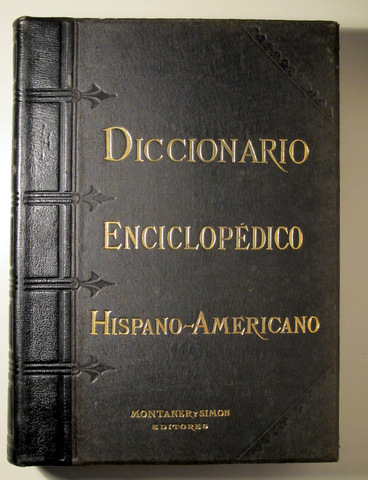 DICCIONARIO
ENCICLOPÉDICO
HISPANO-AMERICANO
MONTANER Y SIMON
EDITORES